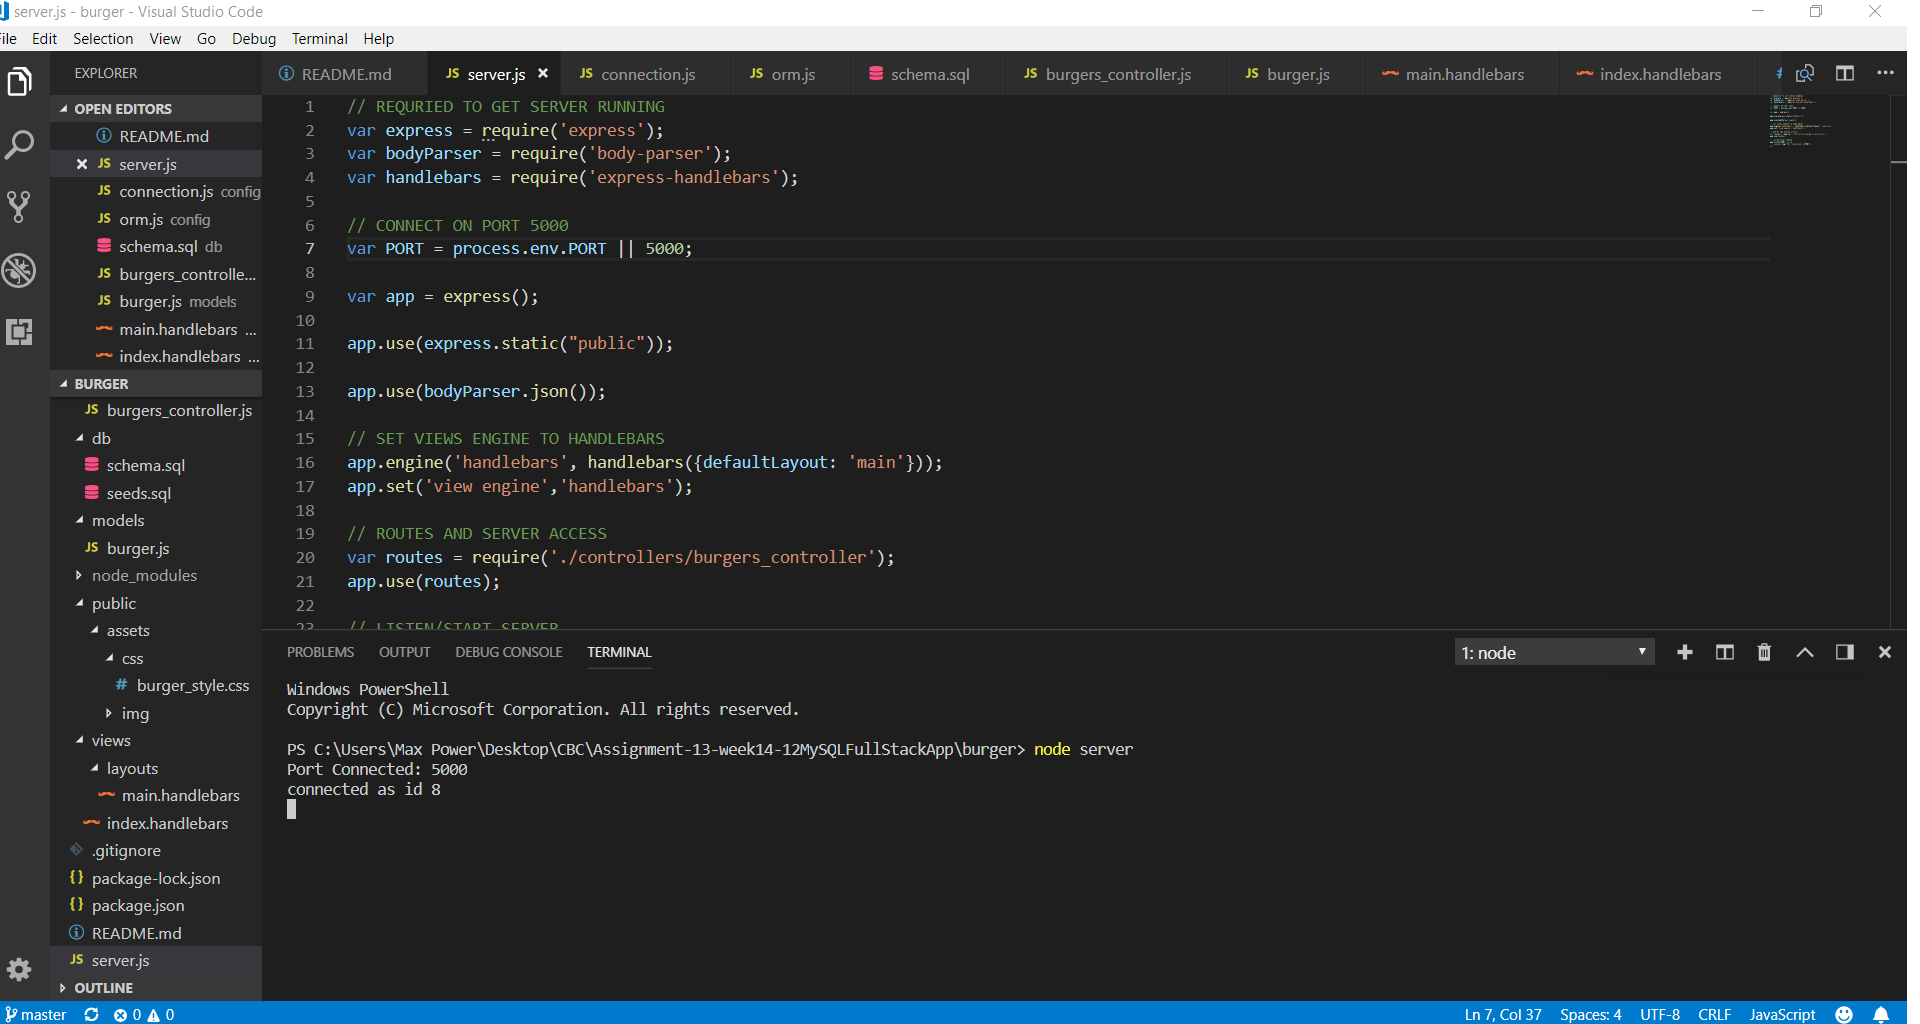 server.js - burger - Visual Studio Code
ile Edit Selection View Go Debug Terminal Help
EXPLORER
OPEN EDITORS
README.md
server.js
connection.js config
orm.js config
schema.sql db
burgers_controlle...
burger.js models
main.handlebars ...
index.handlebars ...
BURGER
burgers_controller.js
db
schema.sql
seeds.sql
models
burger.js
node_modules
public
assets
css
burger_style.css
img
views
layouts
main.handlebars
index.handlebars
.gitignore
package-lock.json
package.json
README.md
server.js
OUTLINE
README.md JS server.js JS connection.js JS orm.js schema.sql JS burgers_controller.js JS burger.js main.handlebars index.handlebars #
1 // REQURIED TO GET SERVER RUNNING
2 var express = require('express');
3 var bodyParser = require('body-parser');
4 var handlebars = require('express-handlebars');
5
6 // CONNECT ON PORT 5000
7 var PORT = process.env.PORT || 5000;
8
9 var app = express();
10
11 app.use(express.static("public"));
12
13 app.use(bodyParser.json());
14
15 // SET VIEWS ENGINE TO HANDLEBARS
16 app.engine('handlebars', handlebars({defaultLayout: 'main'}));
17 app.set('view engine','handlebars');
18
19 // ROUTES AND SERVER ACCESS
20 var routes = require('./controllers/burgers_controller');
21 app.use(routes);
22
23 // LISTEN/START SERVER
PROBLEMS OUTPUT DEBUG CONSOLE TERMINAL 1: node
Windows PowerShell
Copyright (C) Microsoft Corporation. All rights reserved.
PS C:\Users\Max Power\Desktop\CBC\Assignment-13-week14-12MySQLFullStackApp\burger> node server
Port Connected: 5000
connected as id 8
master 0 0 Ln 7, Col 37 Spaces: 4 UTF-8 CRLF JavaScript